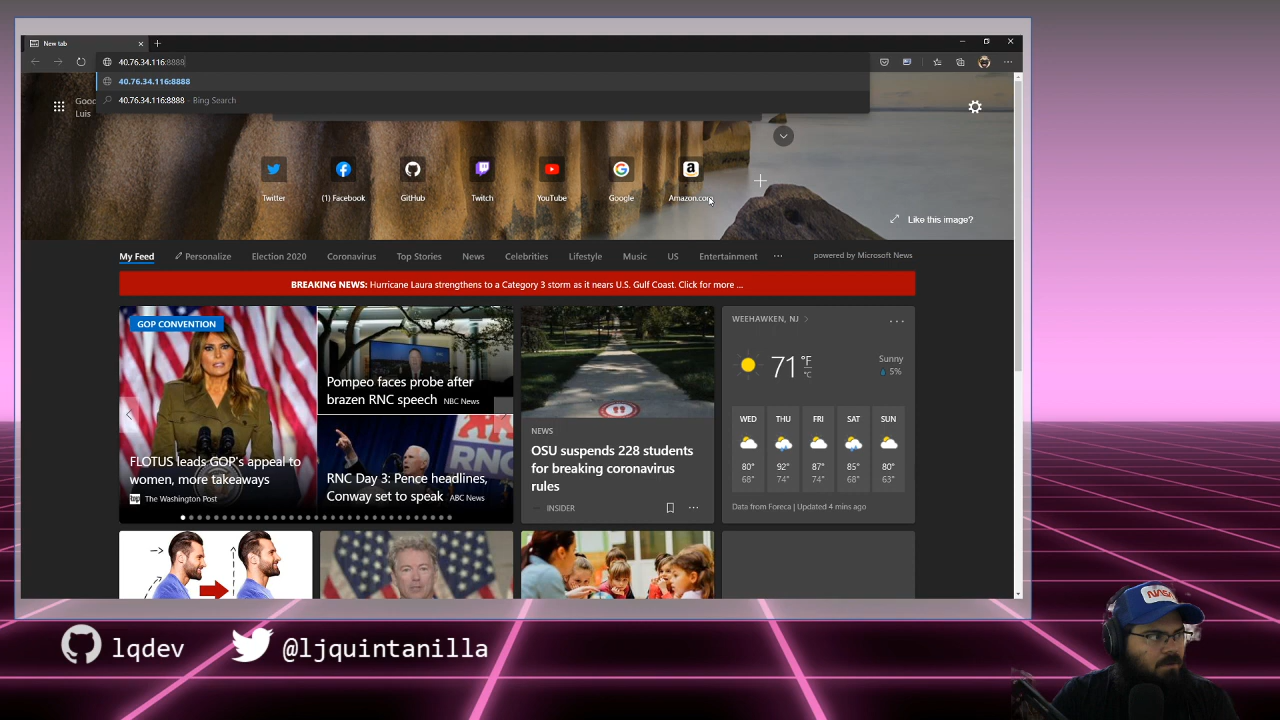 New tab
40.76.34.116:8888
40.76.34.116:8888
40.76.34.116:8888 - Bing Search
Good
Luis
Twitter
(1) Facebook
GitHub
Twitch
YouTube
Google
Amazon.com
Like this image?
My Feed
Personalize
Election 2020
Coronavirus
Top Stories
News
Celebrities
Lifestyle
Music
US
Entertainment
powered by Microsoft News
BREAKING NEWS: Hurricane Laura strengthens to a Category 3 storm as it nears U.S. Gulf Coast. Click for more ...
GOP CONVENTION
FLOTUS leads GOP's appeal to
women, more takeaways
The Washington Post
Pompeo faces probe after
brazen RNC speech NBC News
RNC Day 3: Pence headlines,
Conway set to speak ABC News
NEWS
OSU suspends 228 students
for breaking coronavirus
rules
INSIDER
WEEHAWKEN, NJ
71 °F
°C
Sunny
5%
WED THU FRI SAT SUN
80° 92° 87° 85° 80°
68° 74° 74° 68° 63°
Data from Foreca | Updated 4 mins ago
lqdev
@ljquintanilla
NASA